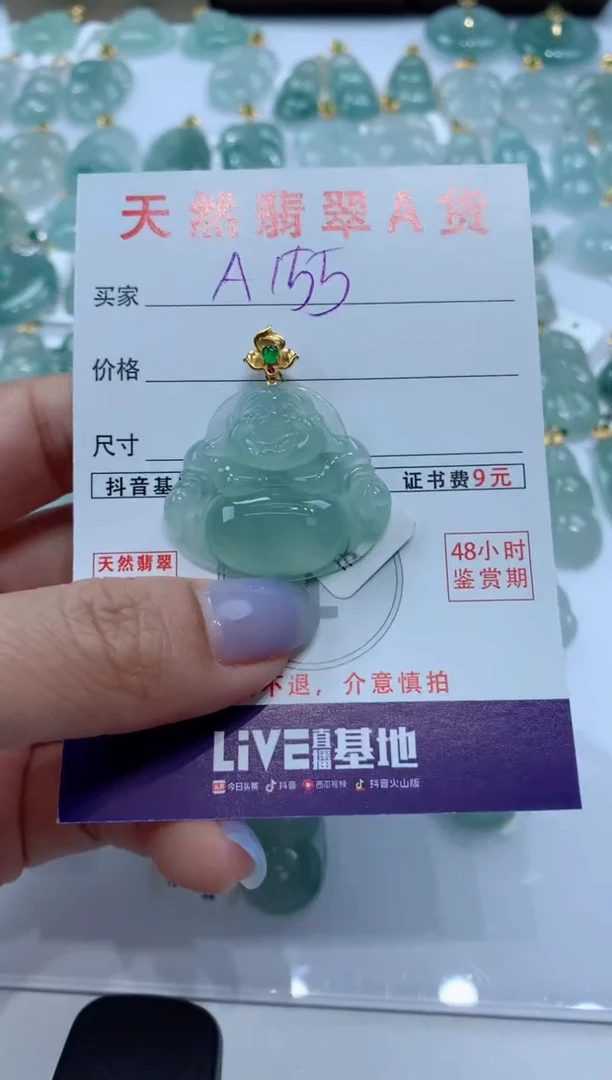 天然翡翠A货
买家 A155
价格
尺寸
抖音基 证书费9元
天然翡翠
48小时
鉴赏期
不退，介意慎拍
LiVE直播基地
头条 今日头条 抖音 西瓜视频 抖音火山版